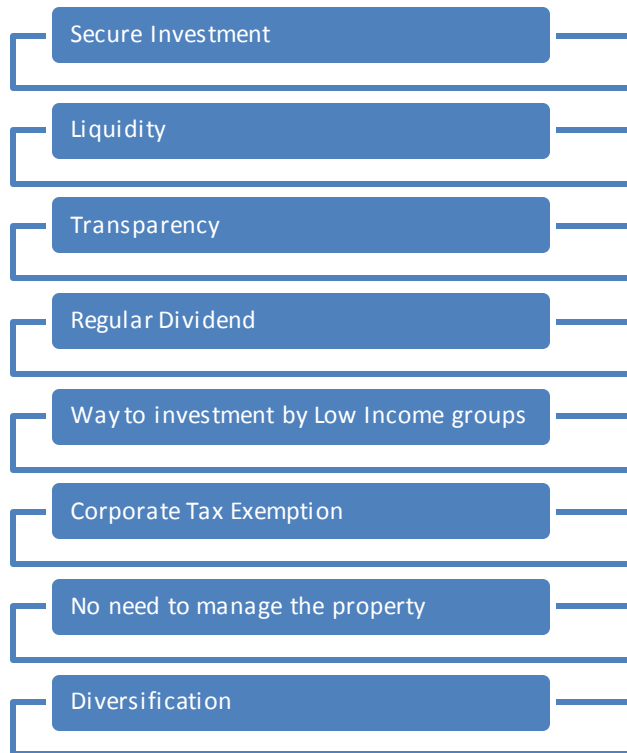 Secure Investment
Liquidity
Transparency
Regular Dividend
Way to investment by Low Income groups
Corporate Tax Exemption
No need to manage the property
Diversification